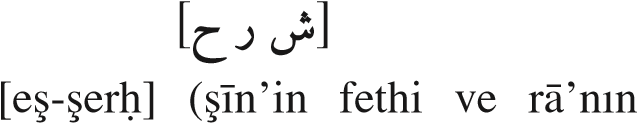 [ش ر ح]
[eş-şerḥ] (şīn’in fethi ve rā’nın